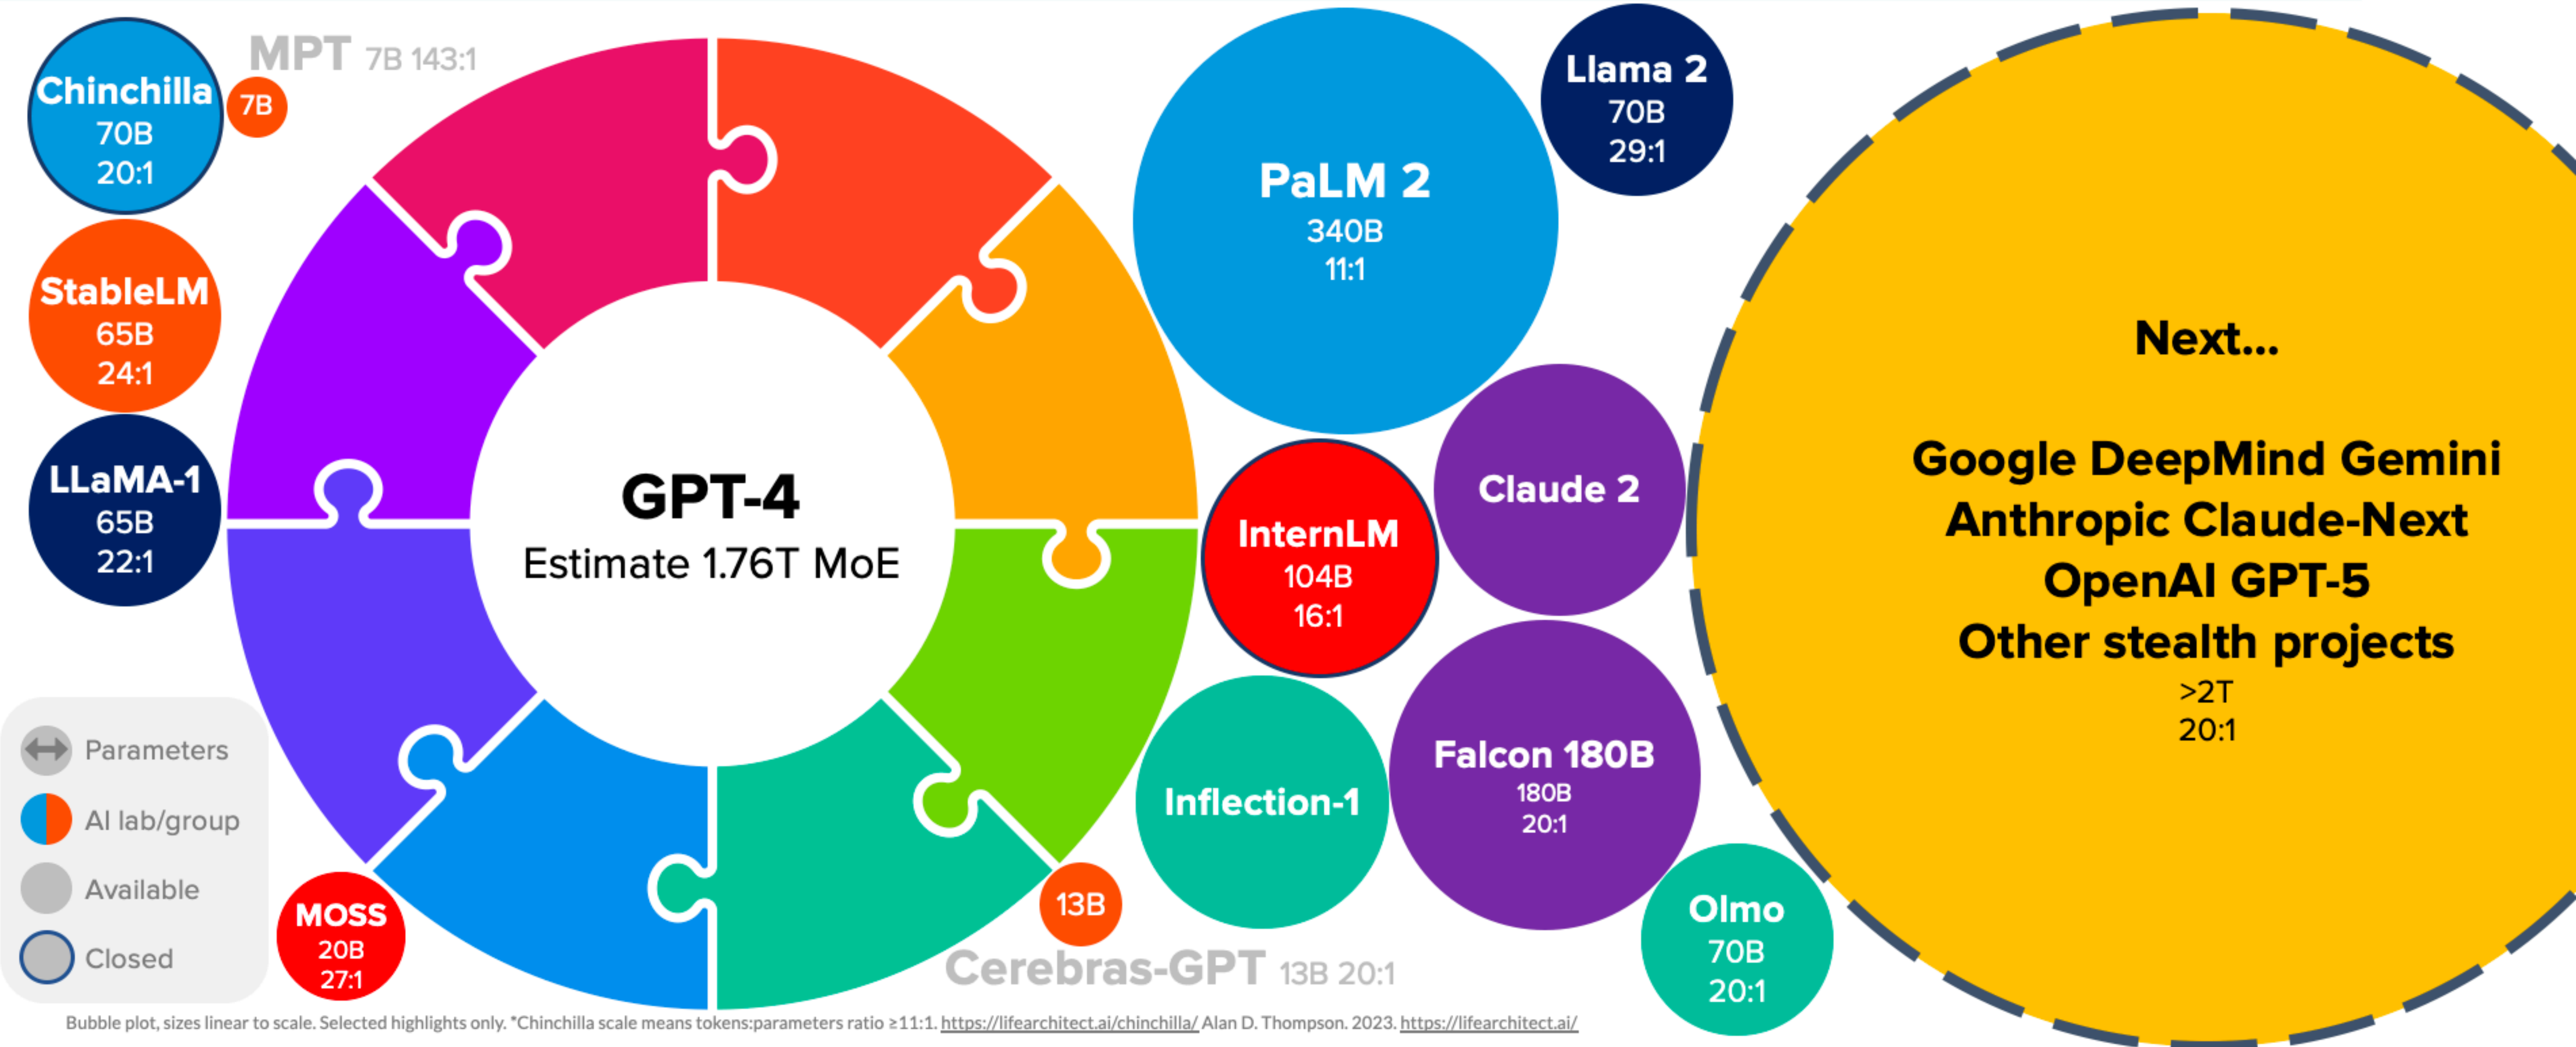 MPT 7B 143:1
Chinchilla
70B
20:1
7B
StableLM
65B
24:1
LLaMA-1
65B
22:1
GPT-4
Estimate 1.76T MoE
PaLM 2
340B
11:1
Llama 2
70B
29:1
Claude 2
InternLM
104B
16:1
Inflection-1
Falcon 180B
180B
20:1
Olmo
70B
20:1
Next...
Google DeepMind Gemini
Anthropic Claude-Next
OpenAI GPT-5
Other stealth projects
>2T
20:1
Parameters
AI lab/group
Available
Closed
MOSS
20B
27:1
13B
Cerebras-GPT 13B 20:1
Bubble plot, sizes linear to scale. Selected highlights only. *Chinchilla scale means tokens:parameters ratio ≥11:1. https://lifearchitect.ai/chinchilla/ Alan D. Thompson. 2023. https://lifearchitect.ai/